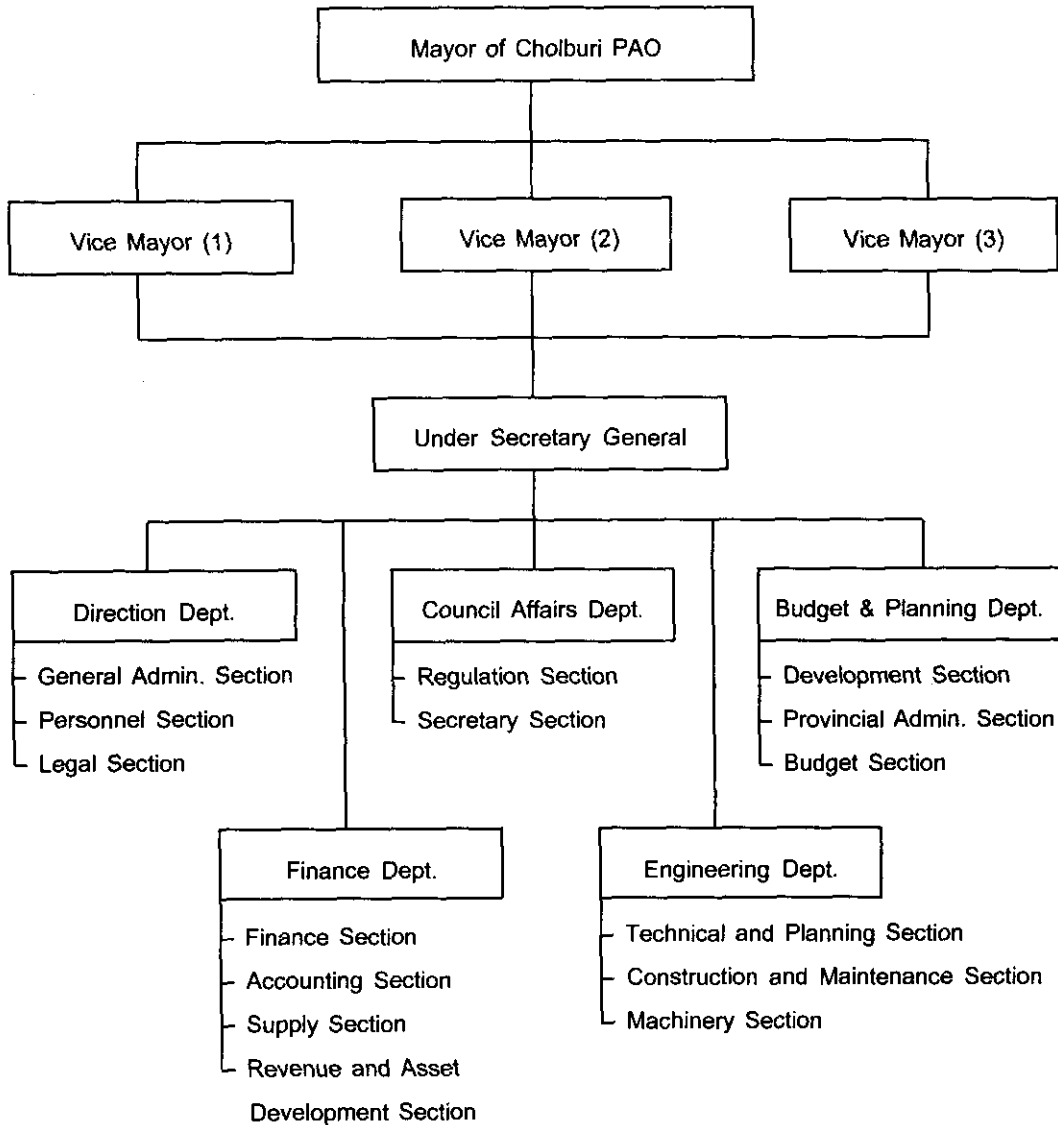 Mayor of Cholburi PAO
Vice Mayor (1)
Vice Mayor (2)
Vice Mayor (3)
Under Secretary General
Direction Dept.
General Admin. Section
Personnel Section
Legal Section
Council Affairs Dept.
Regulation Section
Secretary Section
Budget & Planning Dept.
Development Section
Provincial Admin. Section
Budget Section
Finance Dept.
Finance Section
Accounting Section
Supply Section
Revenue and Asset
Development Section
Engineering Dept.
Technical and Planning Section
Construction and Maintenance Section
Machinery Section